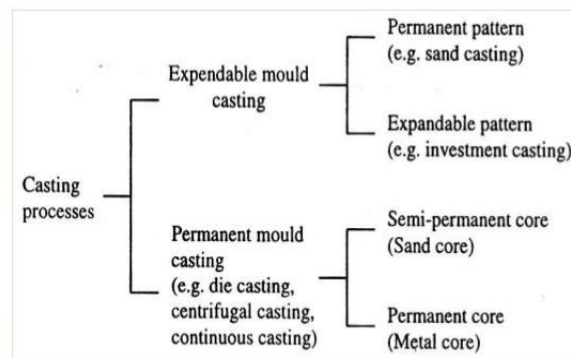 Permanent pattern
(e.g. sand casting)
Expendable mould
casting
Expandable pattern
(e.g. investment casting)
Casting
processes
Semi-permanent core
(Sand core)
Permanent mould
casting
(e.g. die casting,
centrifugal casting,
continuous casting)
Permanent core
(Metal core)